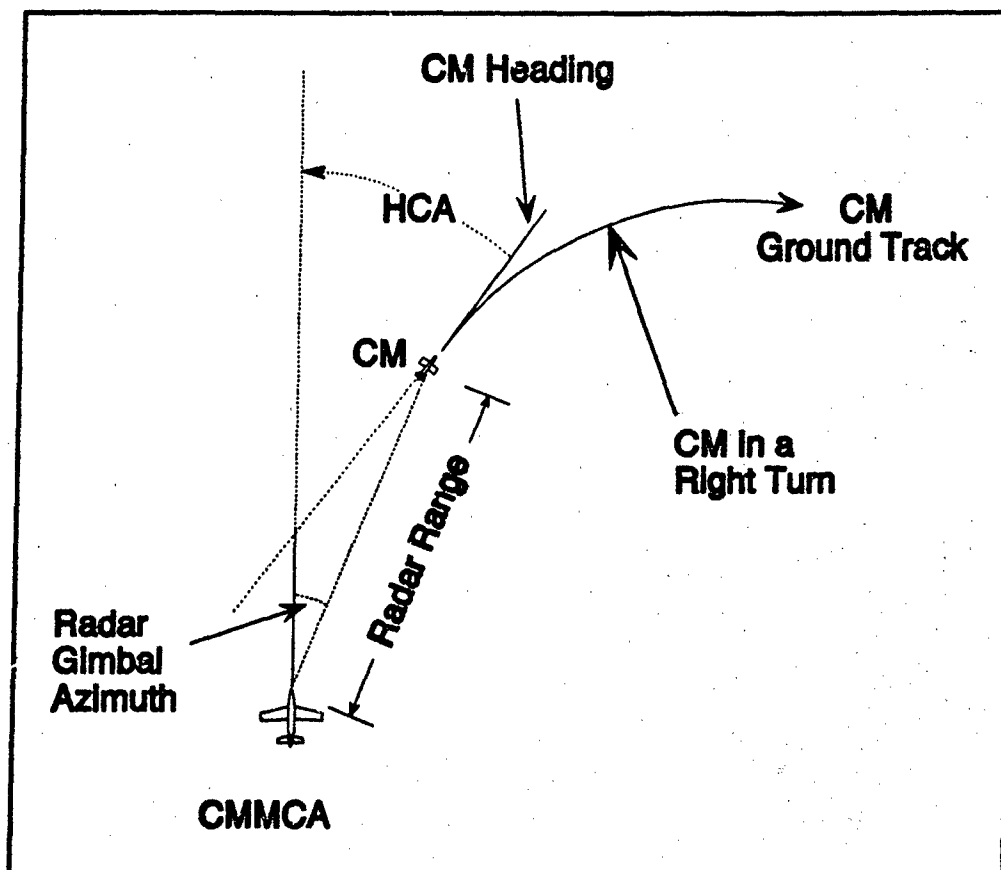 CM Heading
HCA
CM
Ground Track
CM
CM in a
Right Turn
Radar Range
Radar
Gimbal
Azimuth
CMMCA